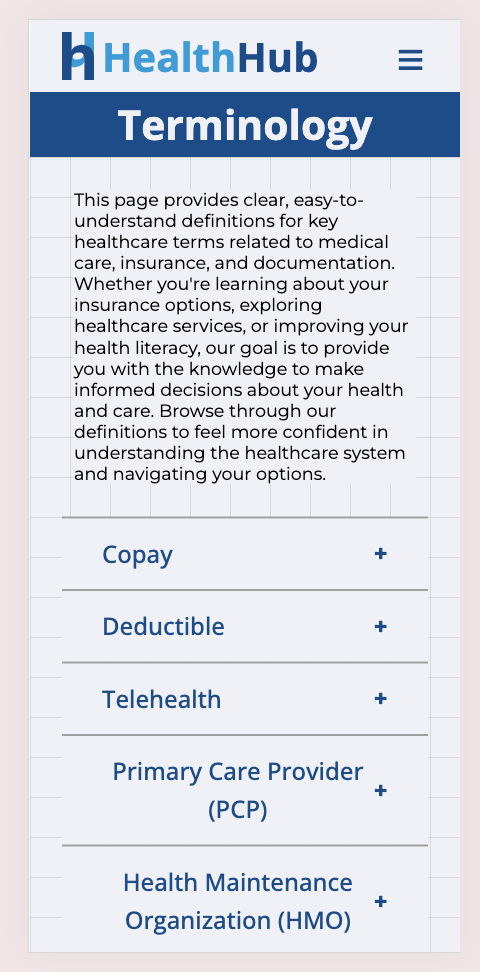 HealthHub
Terminology
This page provides clear, easy-to-
understand definitions for key
healthcare terms related to medical
care, insurance, and documentation.
Whether you're learning about your
insurance options, exploring
healthcare services, or improving your
health literacy, our goal is to provide
you with the knowledge to make
informed decisions about your health
and care. Browse through our
definitions to feel more confident in
understanding the healthcare system
and navigating your options.
Copay +
Deductible +
Telehealth +
Primary Care Provider
(PCP) +
Health Maintenance
Organization (HMO) +